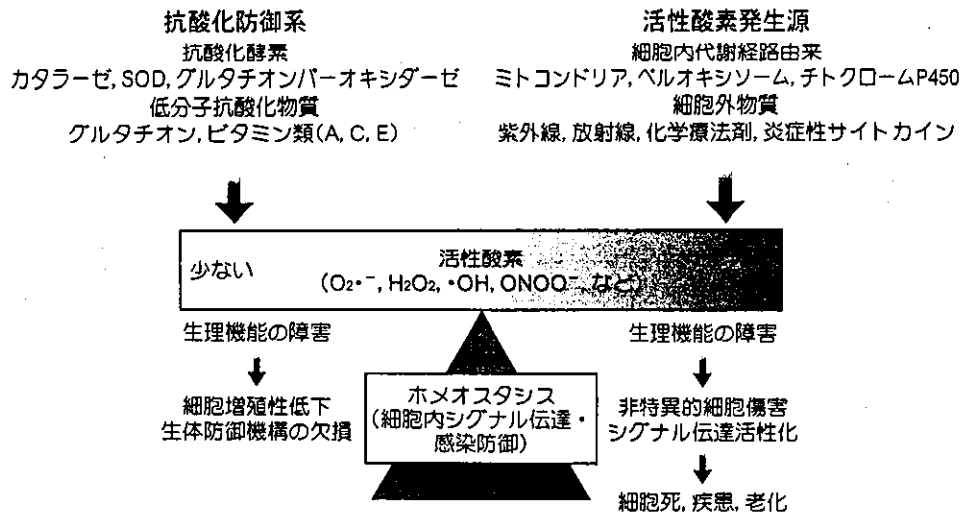 抗酸化防御系
抗酸化酵素
カタラーゼ, SOD, グルタチオンパーオキシダーゼ
低分子抗酸化物質
グルタチオン, ビタミン類(A, C, E)
活性酸素発生源
細胞内代謝経路由来
ミトコンドリア, ペルオキシソーム, チトクロームP450
細胞外物質
紫外線, 放射線, 化学療法剤, 炎症性サイトカイン
少ない
活性酸素
(O₂•⁻, H₂O₂, •OH, ONOO⁻, など)
生理機能の障害
細胞増殖性低下
生体防御機構の欠損
ホメオスタシス
(細胞内シグナル伝達・
感染防御)
生理機能の障害
非特異的細胞傷害
シグナル伝達活性化
細胞死, 疾患, 老化